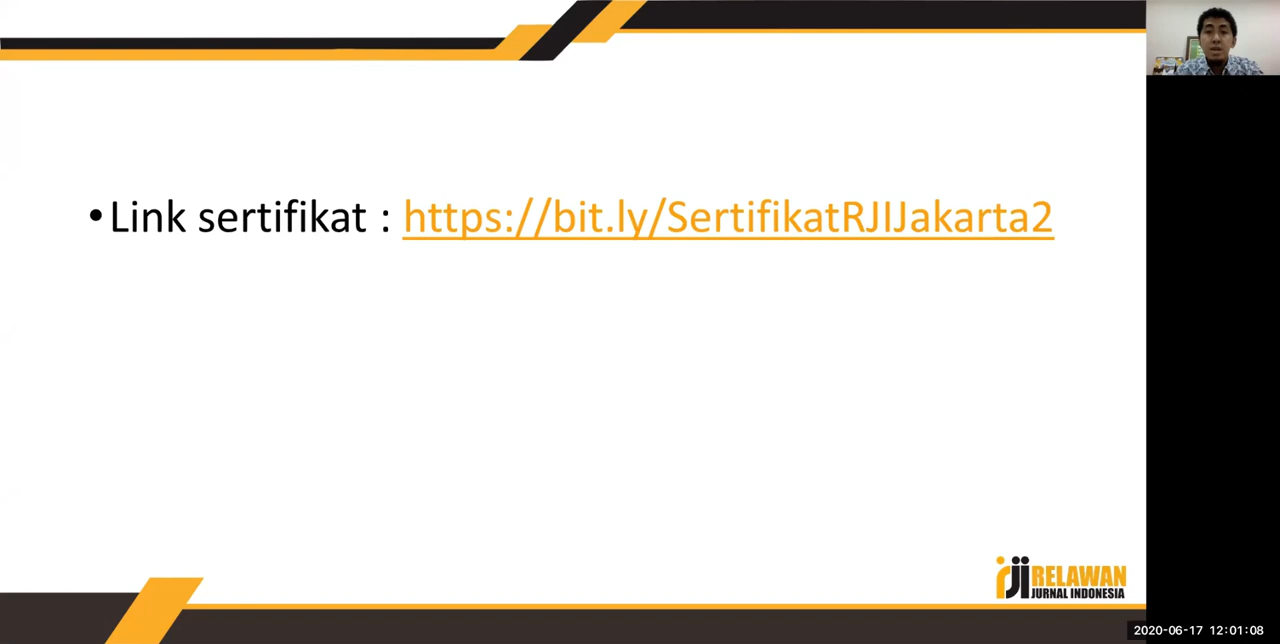 •Link sertifikat : https://bit.ly/SertifikatRJIJakarta2
rji RELAWAN
JURNAL INDONESIA
2020-06-17 12:01:08